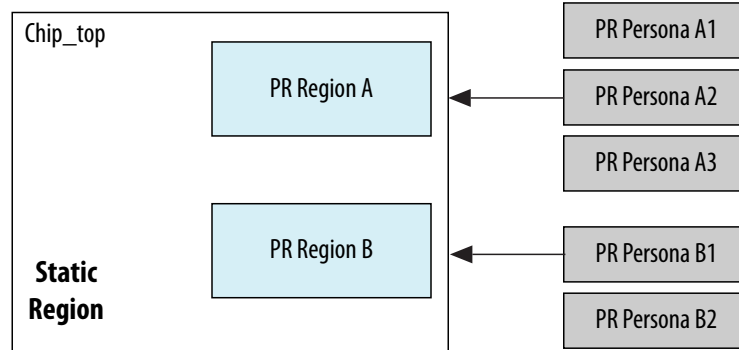 Chip_top
PR Region A
PR Region B
Static
Region
PR Persona A1
PR Persona A2
PR Persona A3
PR Persona B1
PR Persona B2